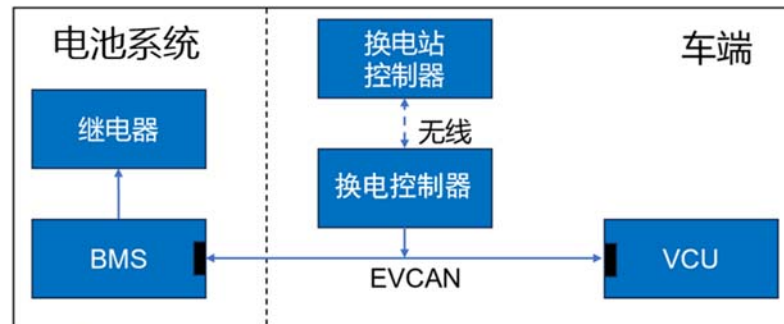 电池系统
换电站
控制器
车端
继电器
无线
换电控制器
BMS
EVCAN
VCU